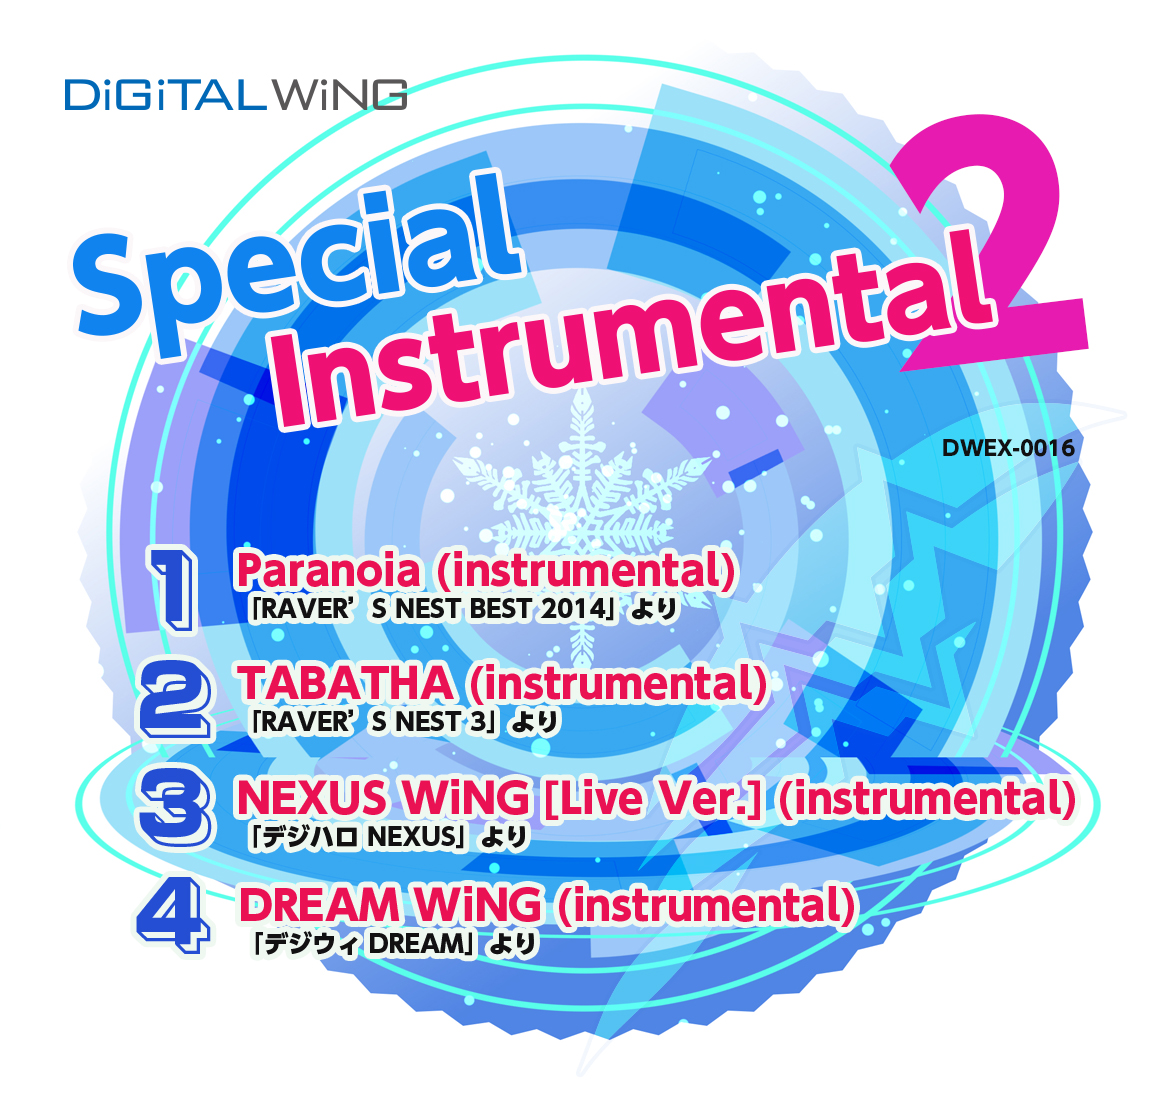 DiGiTALWiNG
Special
Instrumental 2
DWEX-0016
1 Paranoia (instrumental)
「RAVER’S NEST BEST 2014」より
2 TABATHA (instrumental)
「RAVER’S NEST 3」より
3 NEXUS WiNG [Live Ver.] (instrumental)
「デジハロ NEXUS」より
4 DREAM WiNG (instrumental)
「デジウィ DREAM」より